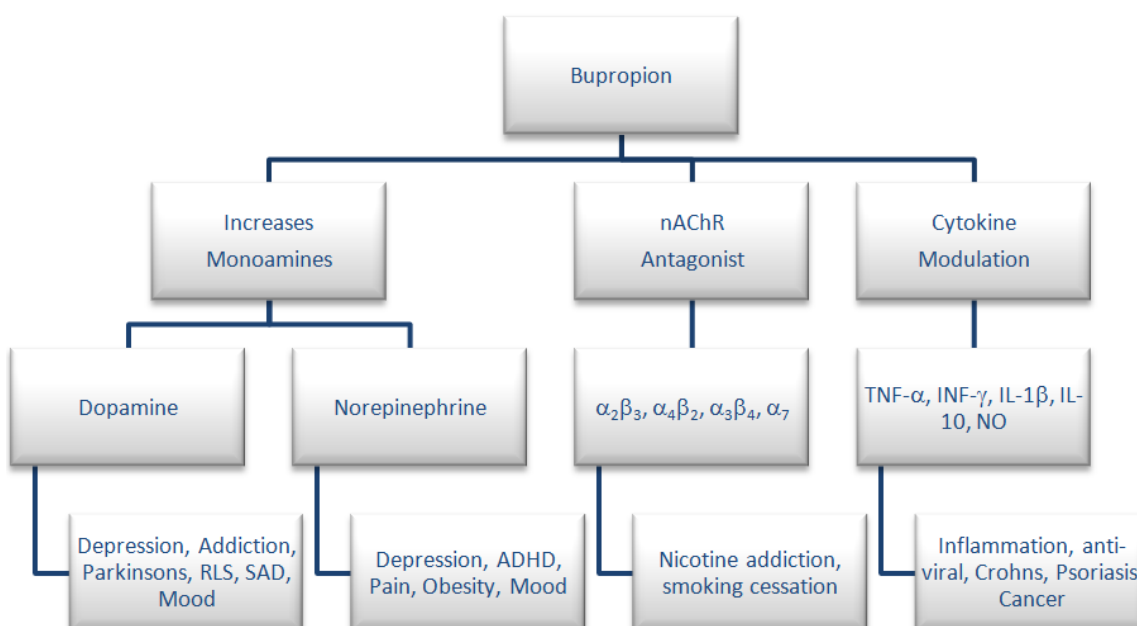 Bupropion
Increases
Monoamines
nAChR
Antagonist
Cytokine
Modulation
Dopamine
Norepinephrine
α₂β₃, α₄β₂, α₃β₄, α₇
TNF-α, INF-γ, IL-1β, IL-
10, NO
Depression, Addiction,
Parkinsons, RLS, SAD,
Mood
Depression, ADHD,
Pain, Obesity, Mood
Nicotine addiction,
smoking cessation
Inflammation, anti-
viral, Crohns, Psoriasis
Cancer